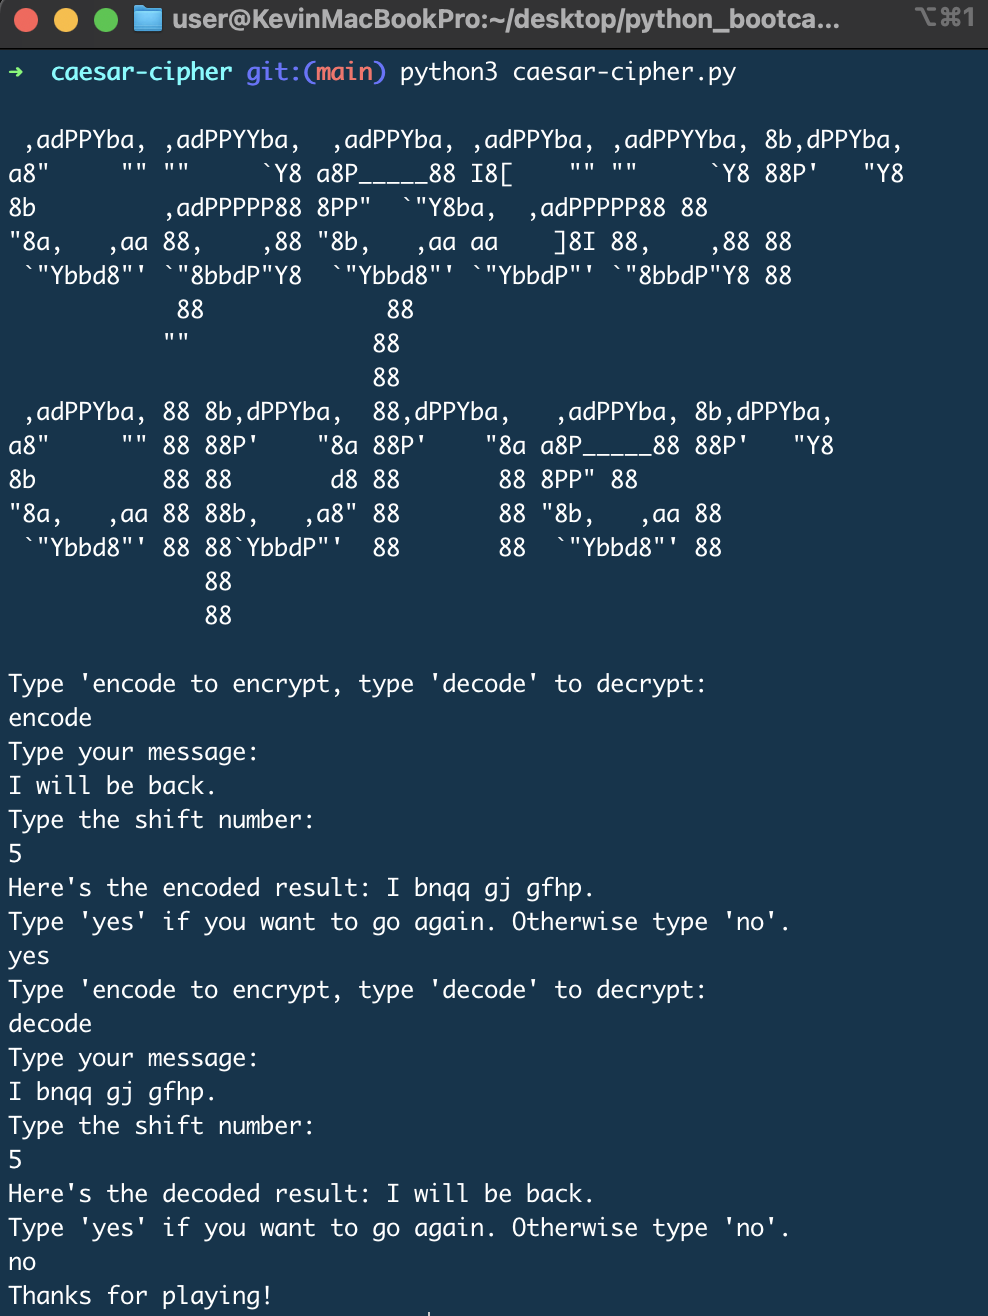 user@KevinMacBookPro:~/desktop/python_bootca... ⌥⌘1
➜  caesar-cipher git:(main) python3 caesar-cipher.py

 ,adPPYba, ,adPPYYba,  ,adPPYba, ,adPPYba, ,adPPYYba, 8b,dPPYba,
a8"     "" ""     `Y8 a8P_____88 I8[    "" ""     `Y8 88P'   "Y8
8b         ,adPPPPP88 8PP"  `"Y8ba,  ,adPPPPP88 88
"8a,   ,aa 88,    ,88 "8b,   ,aa aa    ]8I 88,    ,88 88
 `"Ybbd8"' `"8bbdP"Y8  `"Ybbd8"' `"YbbdP"' `"8bbdP"Y8 88
            88             88
           ""             88
                          88
 ,adPPYba, 88 8b,dPPYba,  88,dPPYba,   ,adPPYba, 8b,dPPYba,
a8"     "" 88 88P'    "8a 88P'    "8a a8P_____88 88P'   "Y8
8b         88 88       d8 88       88 8PP" 88
"8a,   ,aa 88 88b,   ,a8" 88       88 "8b,   ,aa 88
 `"Ybbd8"' 88 88`YbbdP"'  88       88  `"Ybbd8"' 88
              88
              88

Type 'encode to encrypt, type 'decode' to decrypt:
encode
Type your message:
I will be back.
Type the shift number:
5
Here's the encoded result: I bnqq gj gfhp.
Type 'yes' if you want to go again. Otherwise type 'no'.
yes
Type 'encode to encrypt, type 'decode' to decrypt:
decode
Type your message:
I bnqq gj gfhp.
Type the shift number:
5
Here's the decoded result: I will be back.
Type 'yes' if you want to go again. Otherwise type 'no'.
no
Thanks for playing!